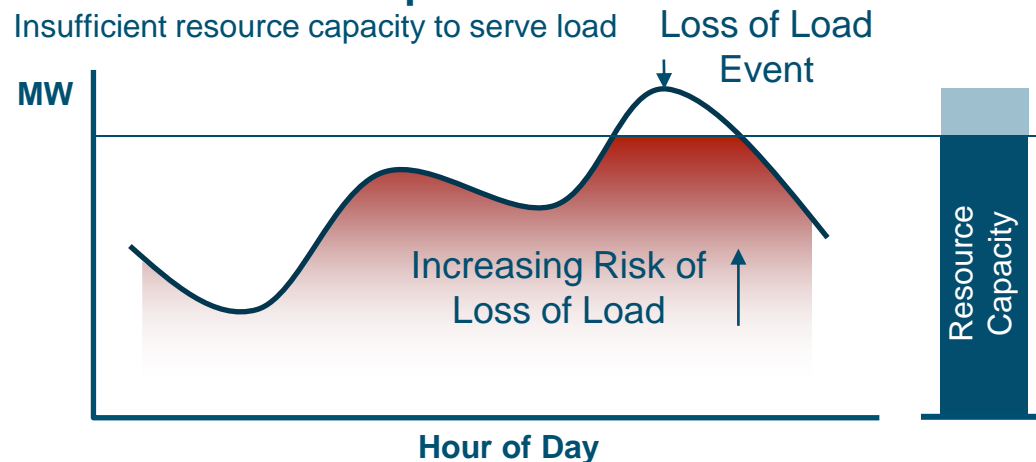 Insufficient resource capacity to serve load
Loss of Load
Event
MW
Increasing Risk of
Loss of Load
Resource
Capacity
Hour of Day